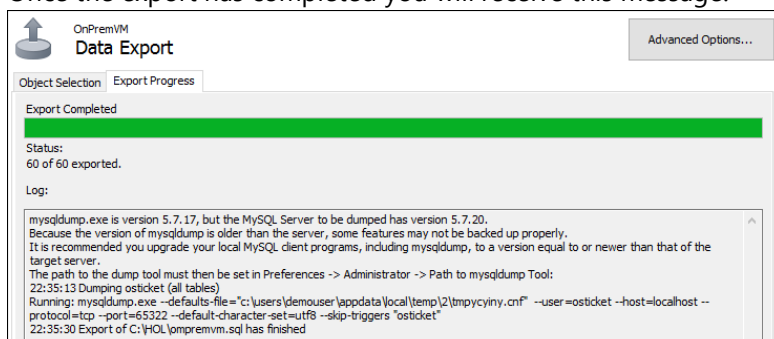 Once the export has completed you will receive this message.
OnPremVM
Data Export
Advanced Options...
Object Selection
Export Progress
Export Completed
Status:
60 of 60 exported.
Log:
mysqldump.exe is version 5.7.17, but the MySQL Server to be dumped has version 5.7.20.
Because the version of mysqldump is older than the server, some features may not be backed up properly.
It is recommended you upgrade your local MySQL client programs, including mysqldump, to a version equal to or newer than that of the
target server.
The path to the dump tool must then be set in Preferences -> Administrator -> Path to mysqldump Tool:
22:35:13 Dumping osticket (all tables)
Running: mysqldump.exe --defaults-file="c:\users\demouser\appdata\local\temp\2\tmpycyiny.cnf"  --user=osticket --host=localhost --
protocol=tcp --port=65322 --default-character-set=utf8 --skip-triggers "osticket"
22:35:30 Export of C:\HOL\ompremvm.sql has finished